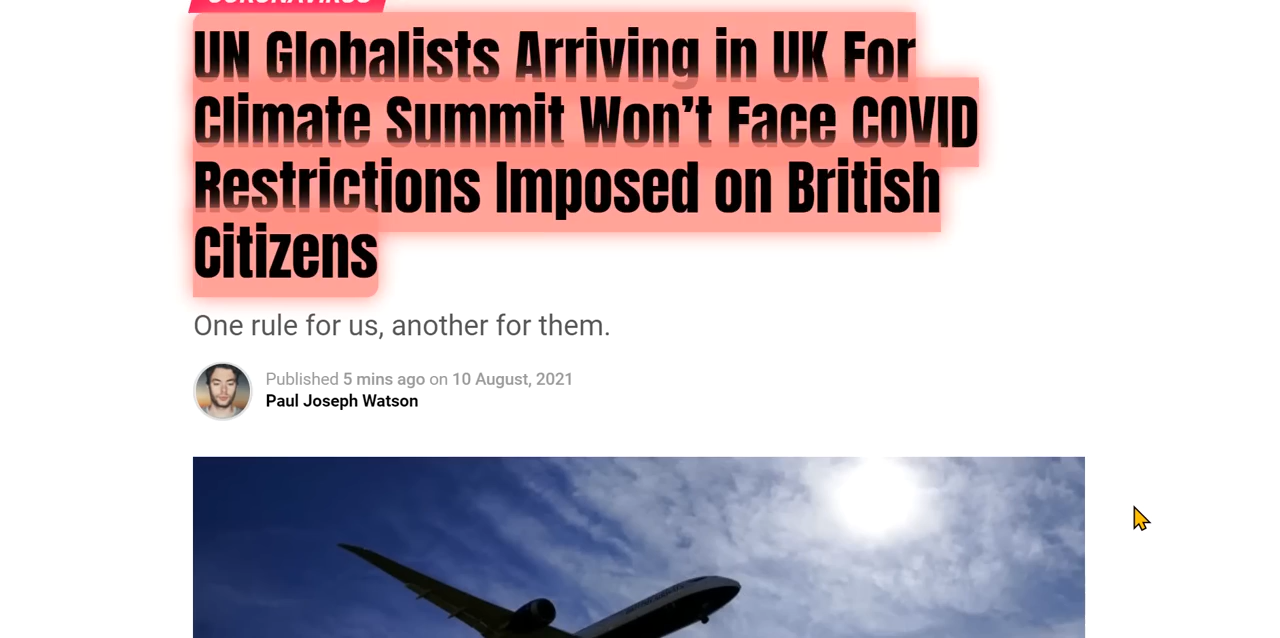 CORONAVIRUS
UN Globalists Arriving in UK For
Climate Summit Won’t Face COVID
Restrictions Imposed on British
Citizens
One rule for us, another for them.
Published 5 mins ago on 10 August, 2021
Paul Joseph Watson